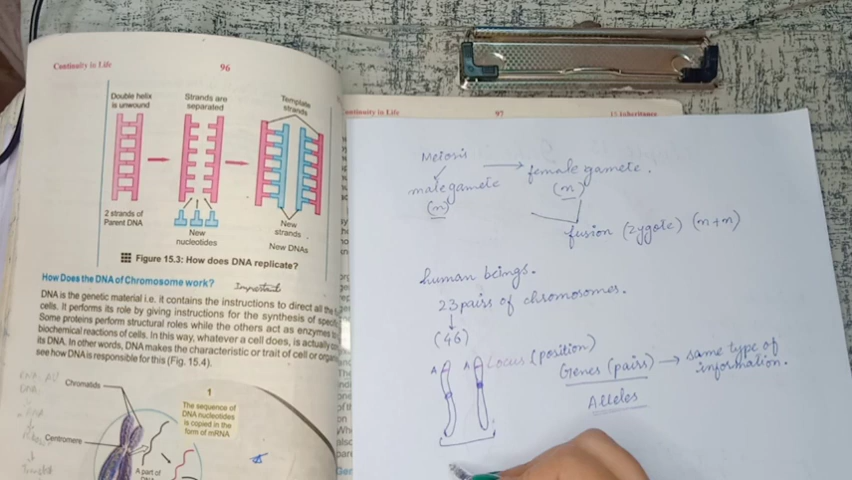 Continuity in Life
96
Double helix
is unwound
Strands are
separated
Template
strands
2 strands of
Parent DNA
New
nucleotides
New
strands
New DNAs
Figure 15.3: How does DNA replicate?
How Does the DNA of Chromosome work?
Important
DNA is the genetic material i.e. it contains the instructions to direct all the
cells. It performs its role by giving instructions for the synthesis of
Some proteins perform structural roles while the others act as enzymes
biochemical reactions of cells. In this way, whatever a cell does, is actually
its DNA. In other words, DNA makes the characteristic or trait of cell or
see how DNA is responsible for this (Fig. 15.4).
Chromatids
Centromere
1
The sequence of
DNA nucleotides
is copied in the
form of mRNA
A part of
97
15 Inheritance
Meiosis
male gamete
(n)
female gamete.
(n)
fusion (zygote) (n+n)
human beings.
23 pairs of chromosomes.
(46)
A A Locus (position)
Genes (pairs) → same type of
information.
Alleles